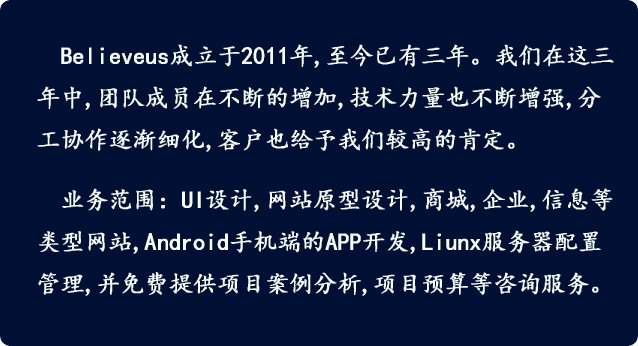 Believeus成立于2011年,至今已有三年。我们在这三
年中,团队成员在不断的增加,技术力量也不断增强,分
工协作逐渐细化,客户也给予我们较高的肯定。
业务范围：UI设计,网站原型设计,商城,企业,信息等
类型网站,Android手机端的APP开发,Liunx服务器配置
管理,并免费提供项目案例分析,项目预算等咨询服务。